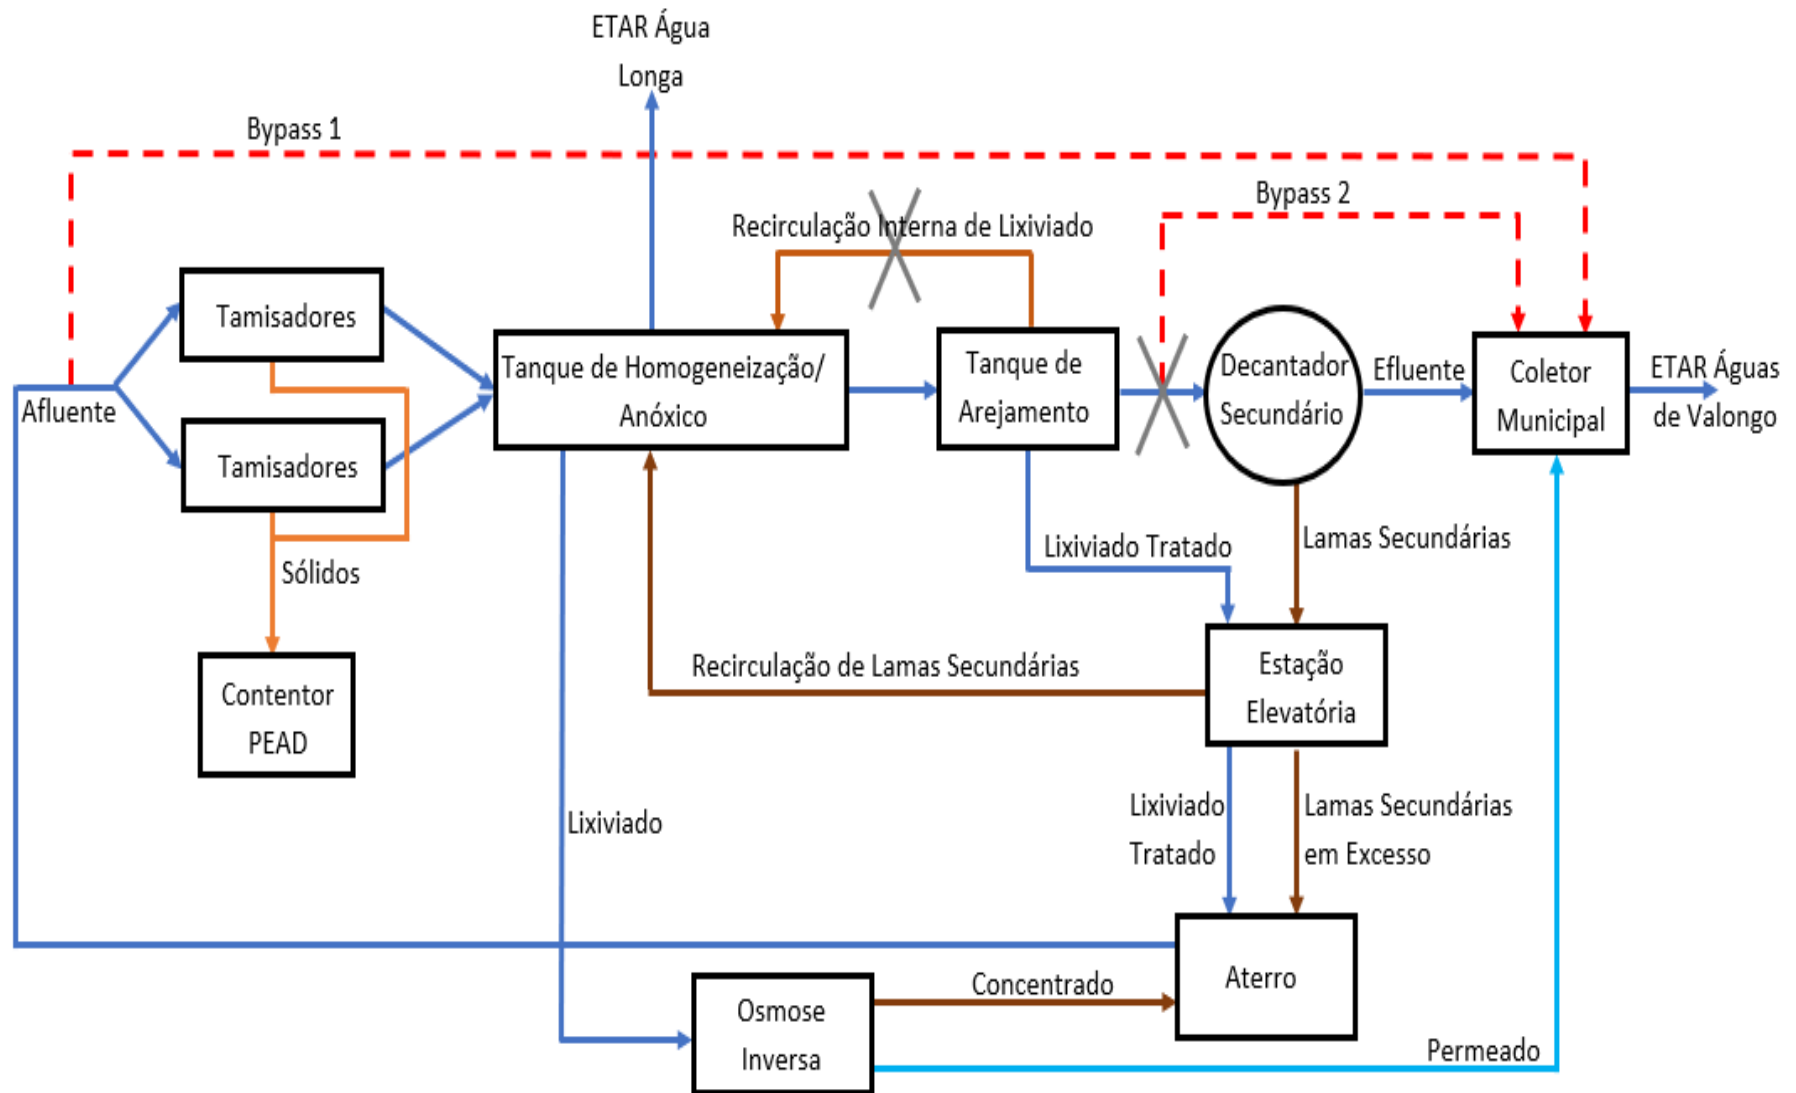 ETAR Água
Longa
Bypass 1
Bypass 2
Recirculação Interna de Lixiviado
Tamisadores
Tanque de Homogeneização/
Anóxico
Tanque de
Arejamento
Decantador
Secundário
Efluente
Coletor
Municipal
ETAR Águas
de Valongo
Afluente
Tamisadores
Sólidos
Lixiviado Tratado
Lamas Secundárias
Contentor
PEAD
Recirculação de Lamas Secundárias
Estação
Elevatória
Lixiviado
Lixiviado
Tratado
Lamas Secundárias
em Excesso
Aterro
Concentrado
Osmose
Inversa
Permeado